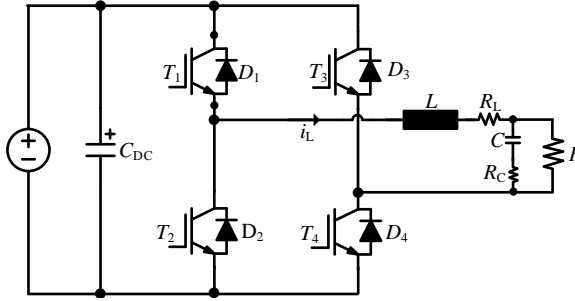 T1
D1
T3
D3
L
RL
iL
C
RC
R
+
−
+
CDC
T2
D2
T4
D4